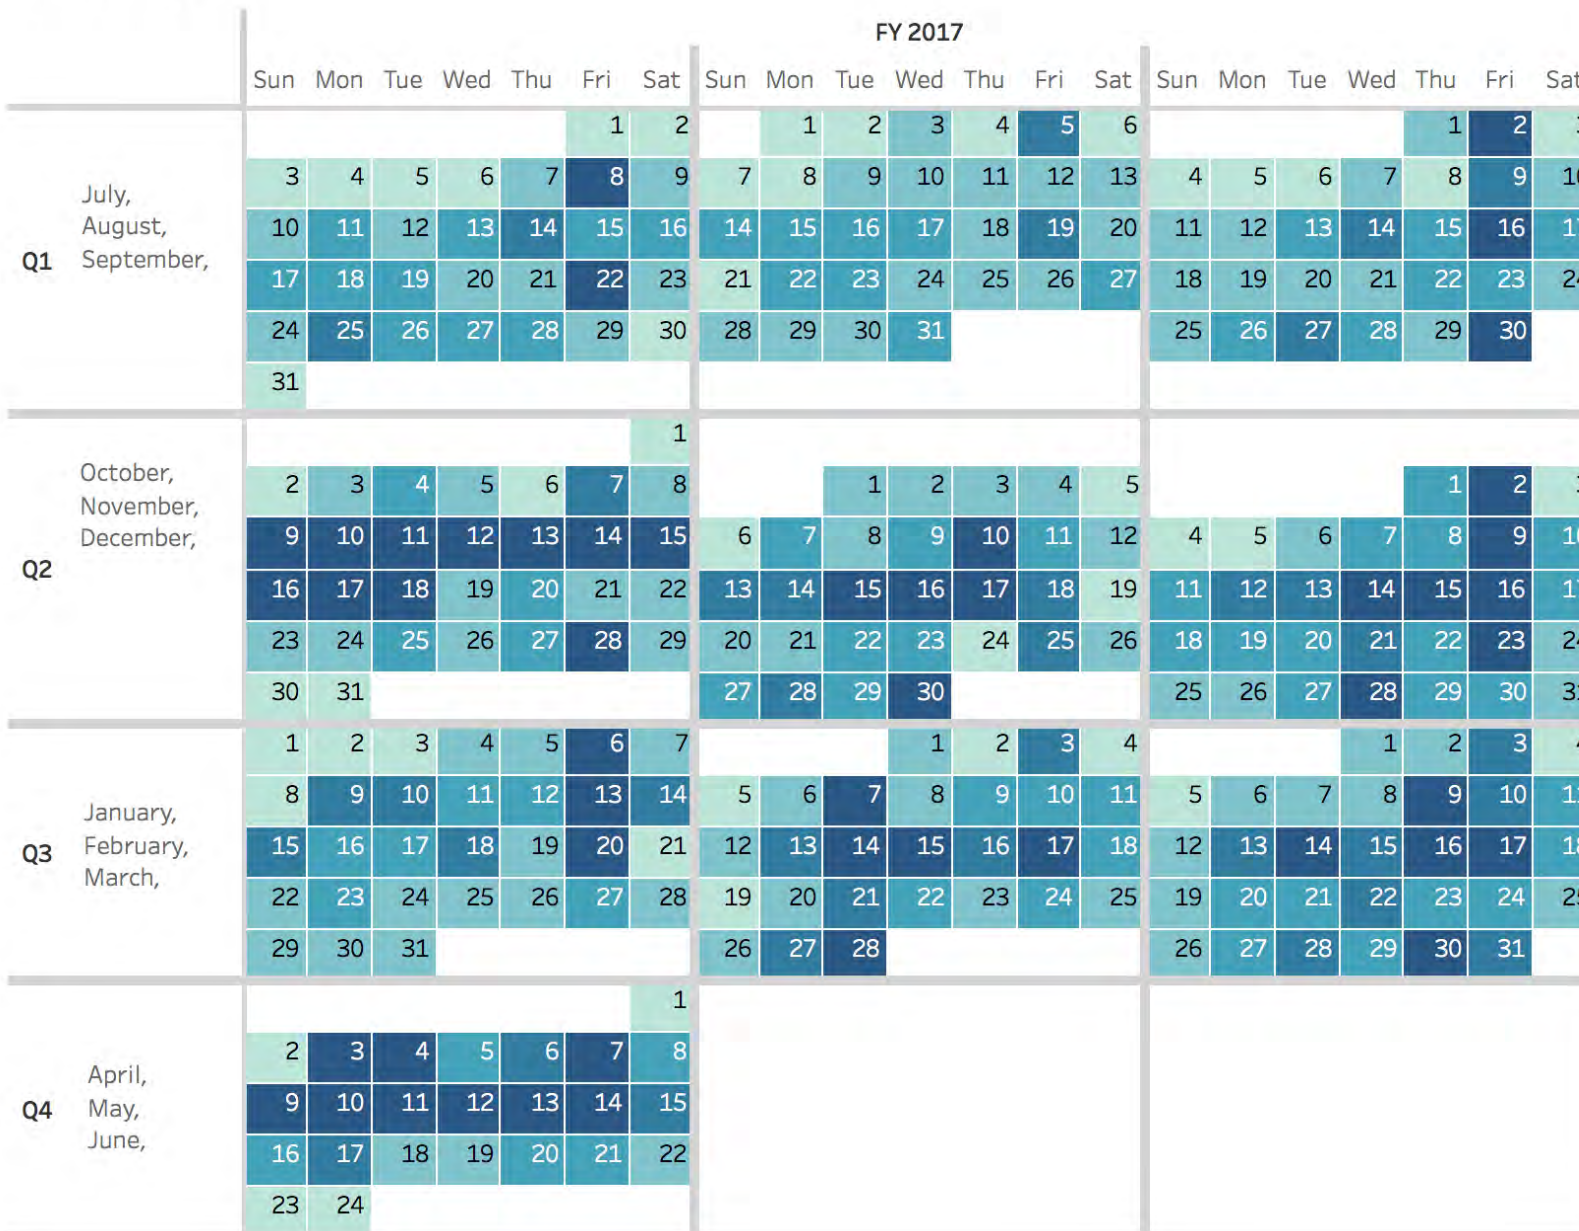 FY 2017
Sun Mon Tue Wed Thu Fri Sat Sun Mon Tue Wed Thu Fri Sat Sun Mon Tue Wed Thu Fri Sat
Q1
July,
August,
September,
1 2 1 2 3 4 5 6 1 2 3
3 4 5 6 7 8 9 7 8 9 10 11 12 13 4 5 6 7 8 9 10
10 11 12 13 14 15 16 14 15 16 17 18 19 20 11 12 13 14 15 16 17
17 18 19 20 21 22 23 21 22 23 24 25 26 27 18 19 20 21 22 23 24
24 25 26 27 28 29 30 28 29 30 31 25 26 27 28 29 30
31
Q2
October,
November,
December,
1
2 3 4 5 6 7 8 1 2 3 4 5 1 2 3
9 10 11 12 13 14 15 6 7 8 9 10 11 12 4 5 6 7 8 9 10
16 17 18 19 20 21 22 13 14 15 16 17 18 19 11 12 13 14 15 16 17
23 24 25 26 27 28 29 20 21 22 23 24 25 26 18 19 20 21 22 23 24
30 31 27 28 29 30 25 26 27 28 29 30 31
Q3
January,
February,
March,
1 2 3 4 5 6 7 1 2 3 4 1 2 3 4
8 9 10 11 12 13 14 5 6 7 8 9 10 11 5 6 7 8 9 10 11
15 16 17 18 19 20 21 12 13 14 15 16 17 18 12 13 14 15 16 17 18
22 23 24 25 26 27 28 19 20 21 22 23 24 25 19 20 21 22 23 24 25
29 30 31 26 27 28 26 27 28 29 30 31
Q4
April,
May,
June,
1
2 3 4 5 6 7 8
9 10 11 12 13 14 15
16 17 18 19 20 21 22
23 24